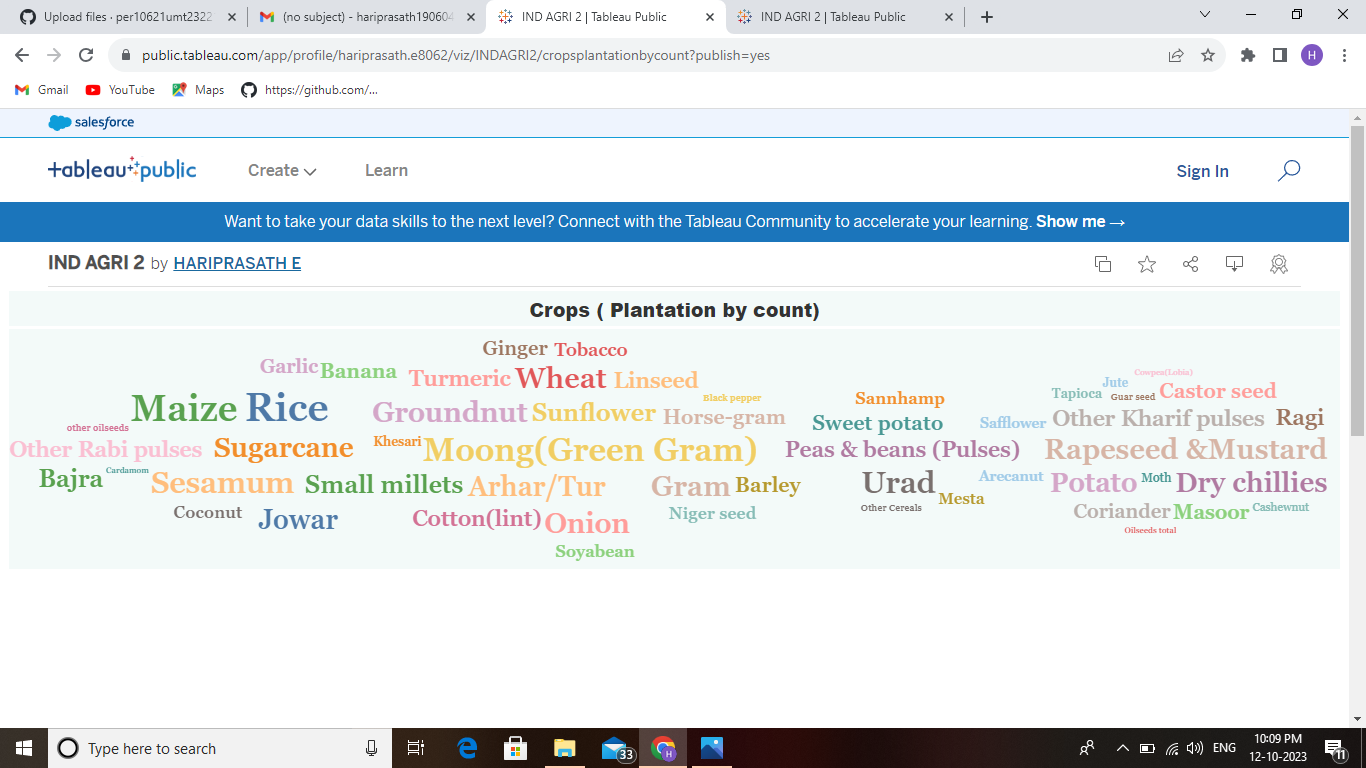 Upload files · per10621umt2322
(no subject) - hariprasath190604
IND AGRI 2 | Tableau Public
IND AGRI 2 | Tableau Public
public.tableau.com/app/profile/hariprasath.e8062/viz/INDAGRI2/cropsplantationbycount?publish=yes
H
Gmail YouTube Maps https://github.com/...
salesforce
+ableau+public
Create Learn Sign In
Want to take your data skills to the next level? Connect with the Tableau Community to accelerate your learning. Show me →
IND AGRI 2 by HARIPRASATH E
Crops ( Plantation by count)
Ginger Tobacco
Garlic Banana Turmeric Wheat Linseed
Cowpea(Lobia)
Jute
Maize Rice Groundnut Sunflower Black pepper Horse-gram Sannhamp Tapioca Guar seed Castor seed
other oilseeds Sweet potato Safflower Other Kharif pulses Ragi
Other Rabi pulses Sugarcane Khesari Moong(Green Gram) Peas & beans (Pulses) Rapeseed &Mustard
Bajra Cardamom Sesamum Small millets Arhar/Tur Gram Barley Urad Mesta Arecanut Potato Moth Dry chillies
Coconut Jowar Cotton(lint) Onion Niger seed Other Cereals Coriander Masoor Cashewnut
Oilseeds total
Soyabean
Type here to search
33
H
ENG
10:09 PM
12-10-2023
11